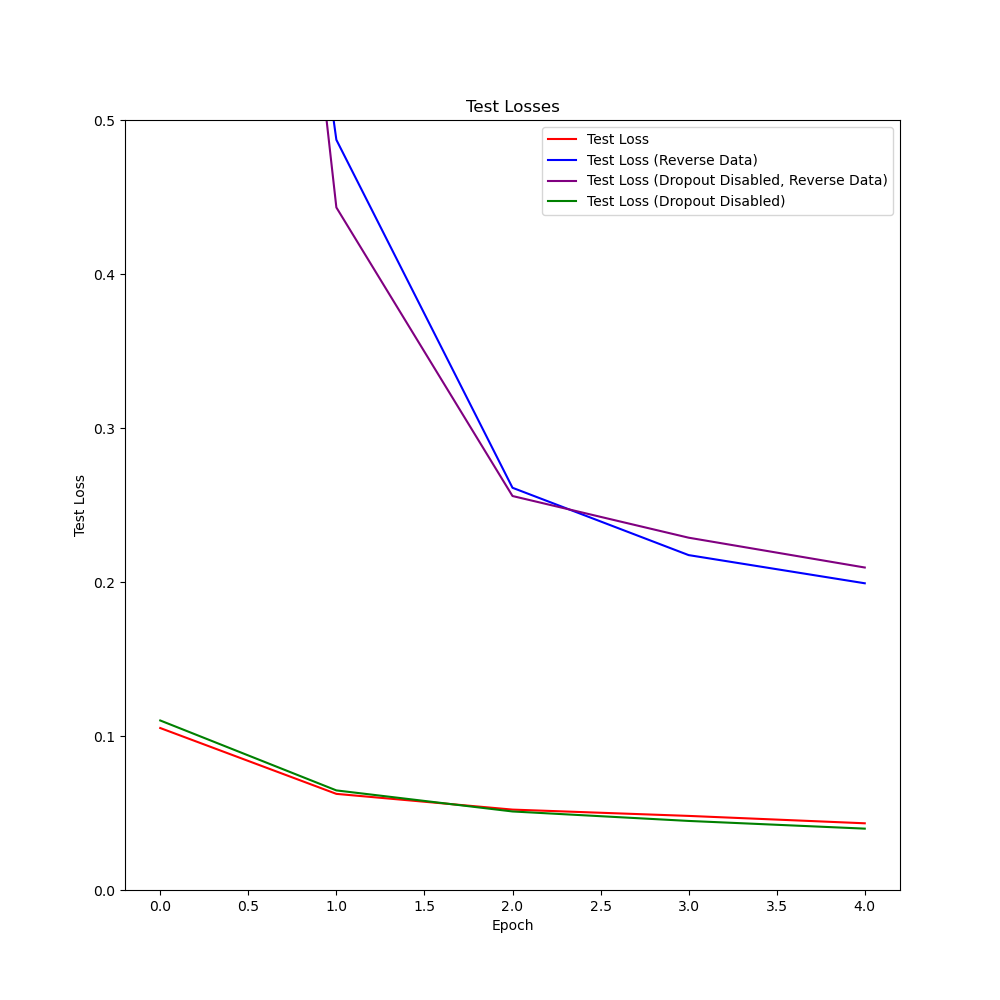 Test Losses
Test Loss
Test Loss (Reverse Data)
Test Loss (Dropout Disabled, Reverse Data)
Test Loss (Dropout Disabled)
0.5
0.4
0.3
0.2
0.1
0.0
Test Loss
0.0 0.5 1.0 1.5 2.0 2.5 3.0 3.5 4.0
Epoch